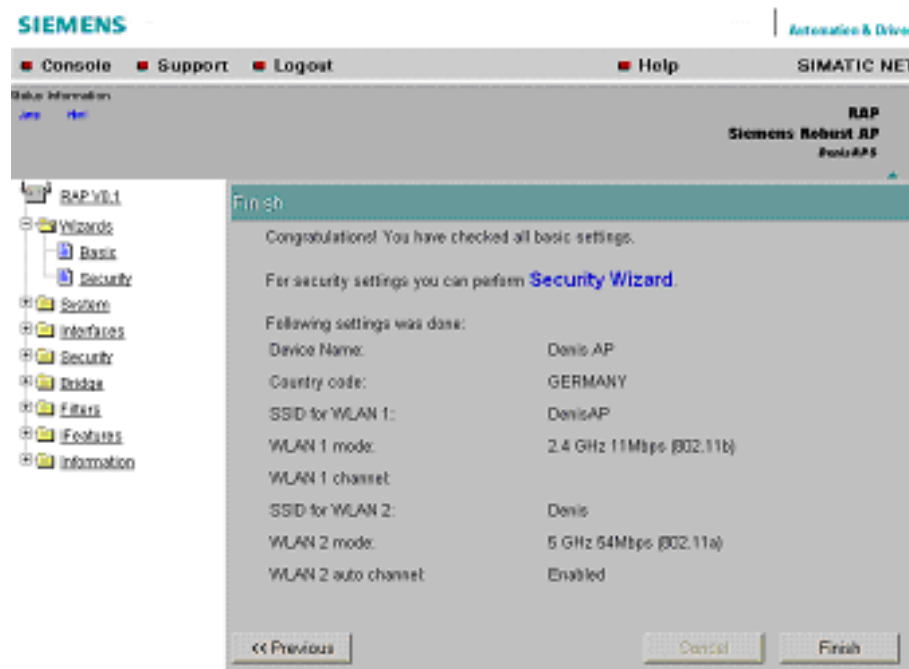 SIEMENS
Automation & Drive
Console Support Logout Help SIMATIC NET
Status Information
RAP
Siemens Robust AP
RAP V0.1
Wizards
Basic
Security
System
Interfaces
Security
Bridge
Filters
iFeatures
Information
Finish
Congratulations! You have checked all basic settings.
For security settings you can perform Security Wizard.
Following settings was done:
Device Name: Denis AP
Country code: GERMANY
SSID for WLAN 1: DenisAP
WLAN 1 mode: 2.4 GHz 11Mbps (802.11b)
WLAN 1 channel:
SSID for WLAN 2: Denis
WLAN 2 mode: 5 GHz 54Mbps (802.11a)
WLAN 2 auto channel: Enabled
<< Previous Cancel Finish